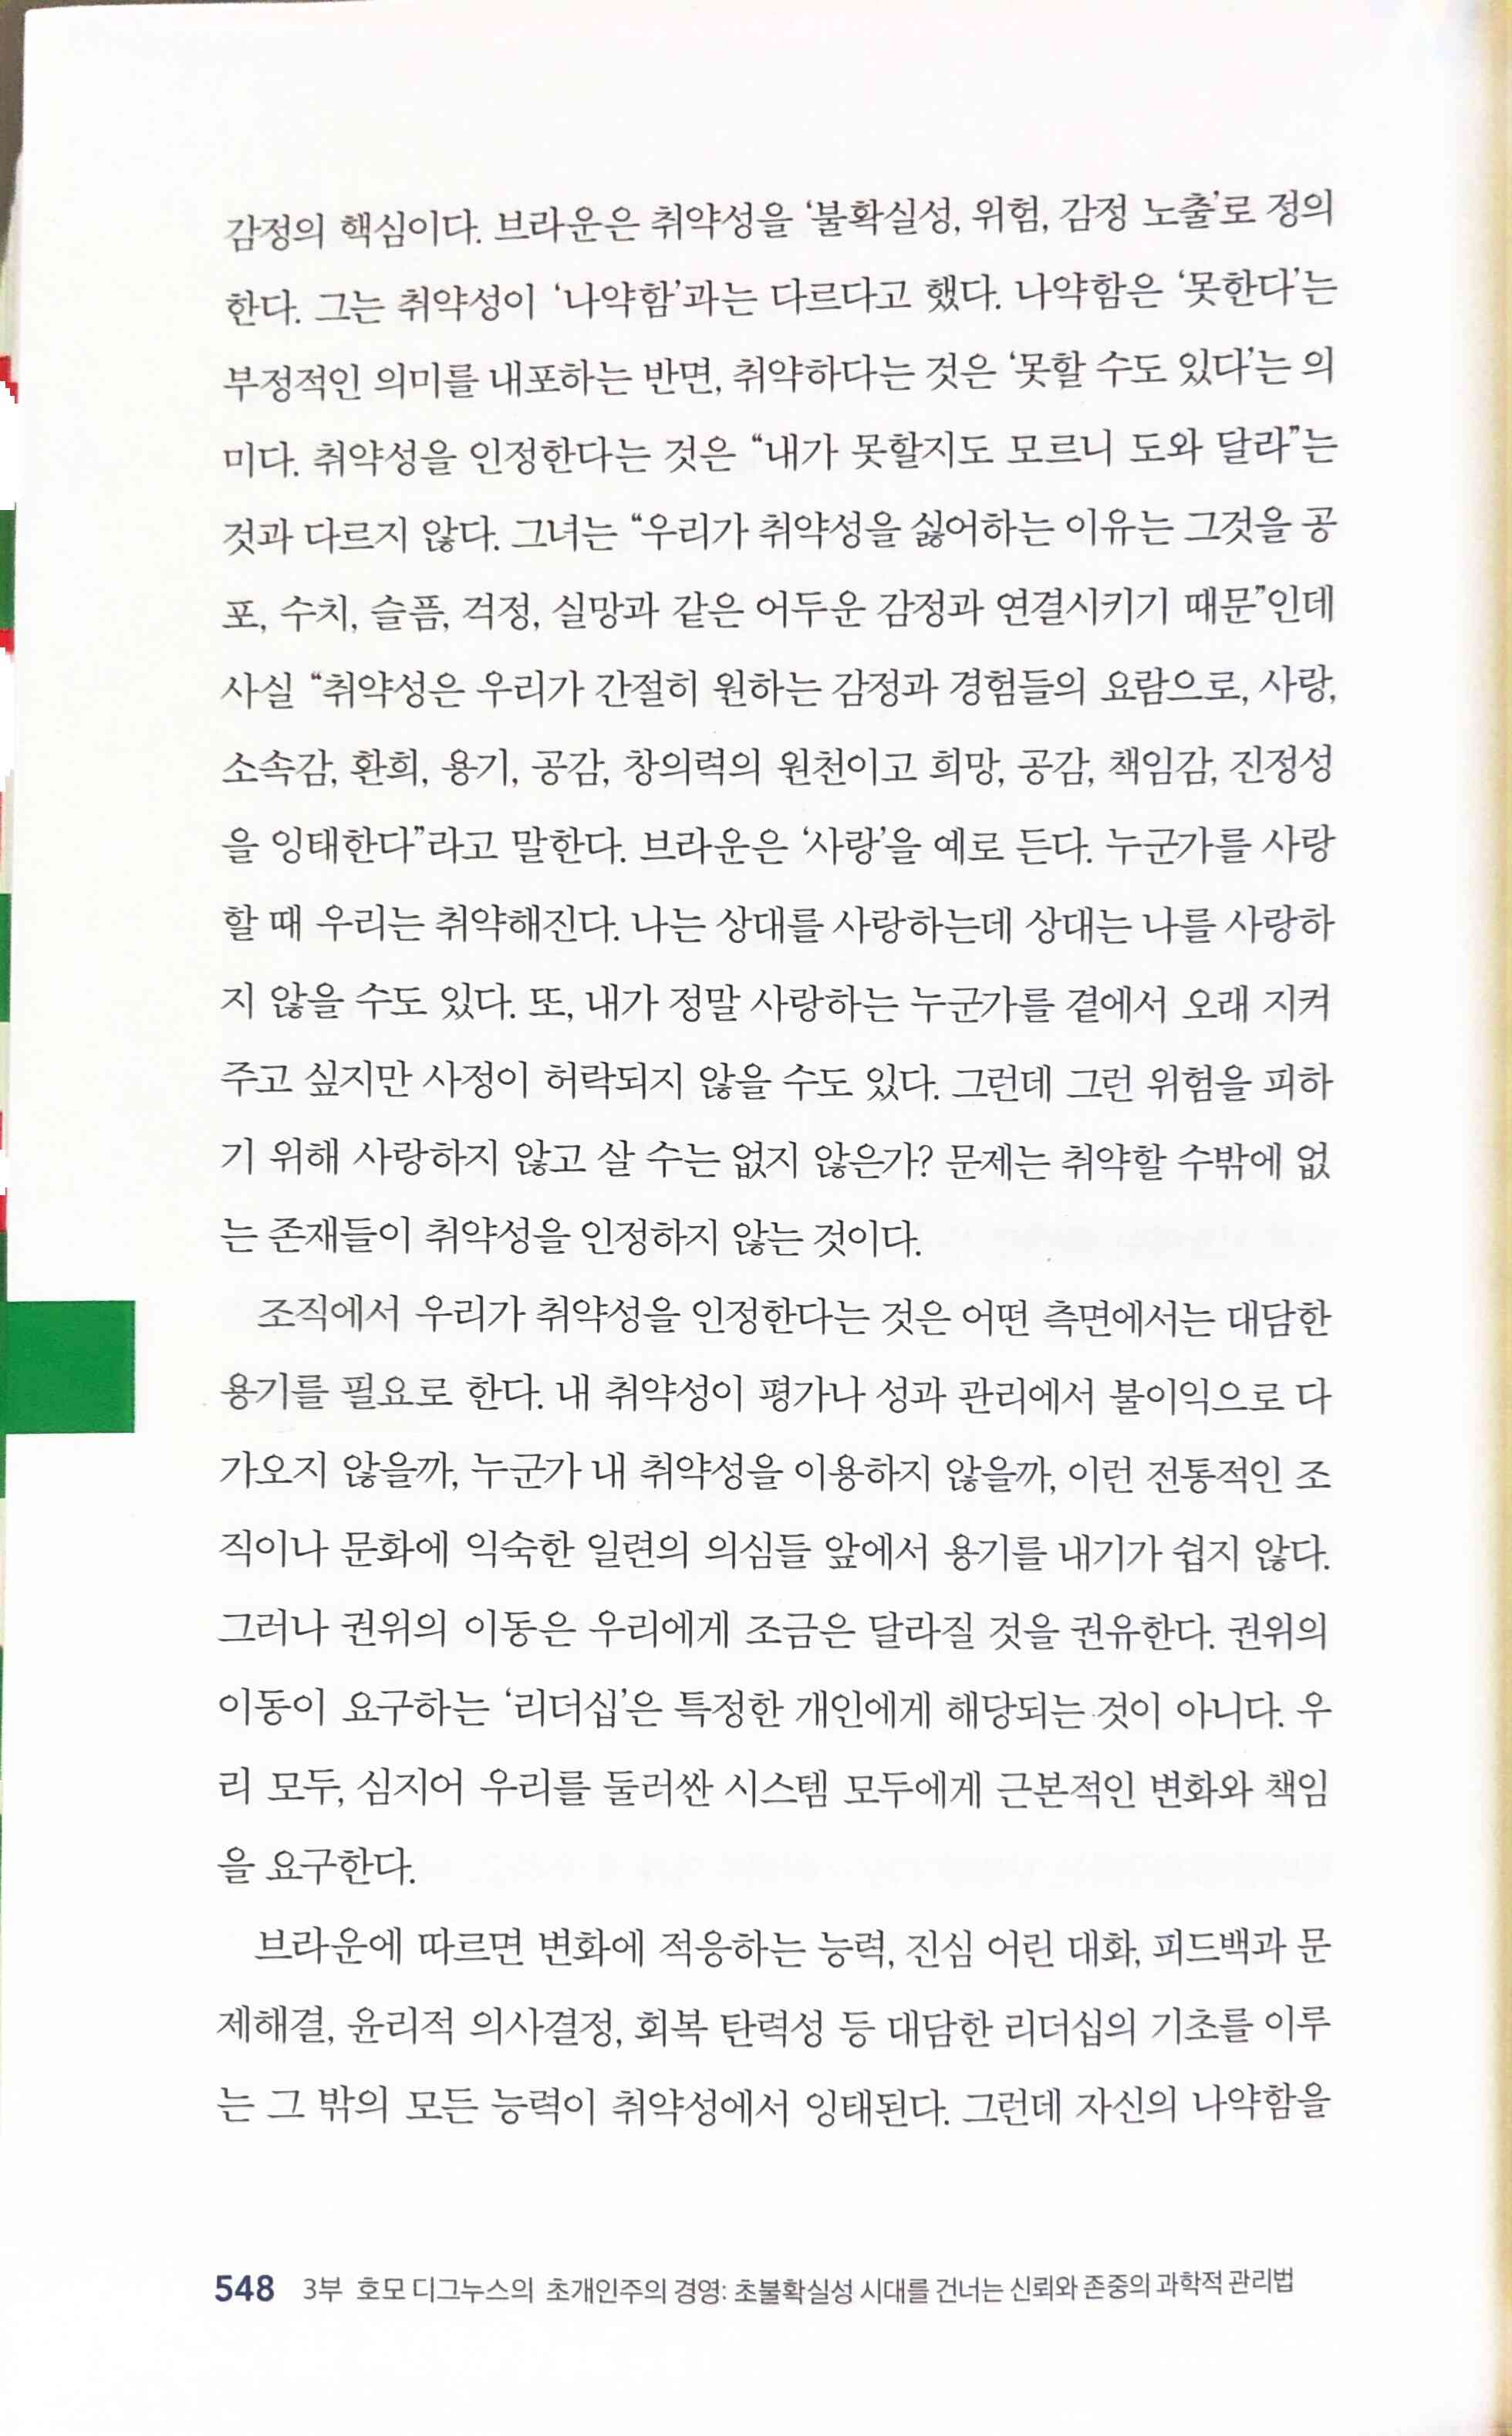 감정의 핵심이다. 브라운은 취약성을 ‘불확실성, 위험, 감정 노출’로 정의
한다. 그는 취약성이 ‘나약함’과는 다르다고 했다. 나약함은 ‘못한다’는
부정적인 의미를 내포하는 반면, 취약하다는 것은 ‘못할 수도 있다’는 의
미다. 취약성을 인정한다는 것은 “내가 못할지도 모르니 도와 달라”는
것과 다르지 않다. 그녀는 “우리가 취약성을 싫어하는 이유는 그것을 공
포, 수치, 슬픔, 걱정, 실망과 같은 어두운 감정과 연결시키기 때문”인데
사실 “취약성은 우리가 간절히 원하는 감정과 경험들의 요람으로, 사랑,
소속감, 환희, 용기, 공감, 창의력의 원천이고 희망, 공감, 책임감, 진정성
을 잉태한다”라고 말한다. 브라운은 ‘사랑’을 예로 든다. 누군가를 사랑
할 때 우리는 취약해진다. 나는 상대를 사랑하는데 상대는 나를 사랑하
지 않을 수도 있다. 또, 내가 정말 사랑하는 누군가를 곁에서 오래 지켜
주고 싶지만 사정이 허락되지 않을 수도 있다. 그런데 그런 위험을 피하
기 위해 사랑하지 않고 살 수는 없지 않은가? 문제는 취약할 수밖에 없
는 존재들이 취약성을 인정하지 않는 것이다.
조직에서 우리가 취약성을 인정한다는 것은 어떤 측면에서는 대담한
용기를 필요로 한다. 내 취약성이 평가나 성과 관리에서 불이익으로 다
가오지 않을까, 누군가 내 취약성을 이용하지 않을까, 이런 전통적인 조
직이나 문화에 익숙한 일련의 의심들 앞에서 용기를 내기가 쉽지 않다.
그러나 권위의 이동은 우리에게 조금은 달라질 것을 권유한다. 권위의
이동이 요구하는 ‘리더십’은 특정한 개인에게 해당되는 것이 아니다. 우
리 모두, 심지어 우리를 둘러싼 시스템 모두에게 근본적인 변화와 책임
을 요구한다.
브라운에 따르면 변화에 적응하는 능력, 진심 어린 대화, 피드백과 문
제해결, 윤리적 의사결정, 회복 탄력성 등 대담한 리더십의 기초를 이루
는 그 밖의 모든 능력이 취약성에서 잉태된다. 그런데 자신의 나약함을
548 3부 호모 디그누스의 초개인주의 경영: 초불확실성 시대를 건너는 신뢰와 존중의 과학적 관리법